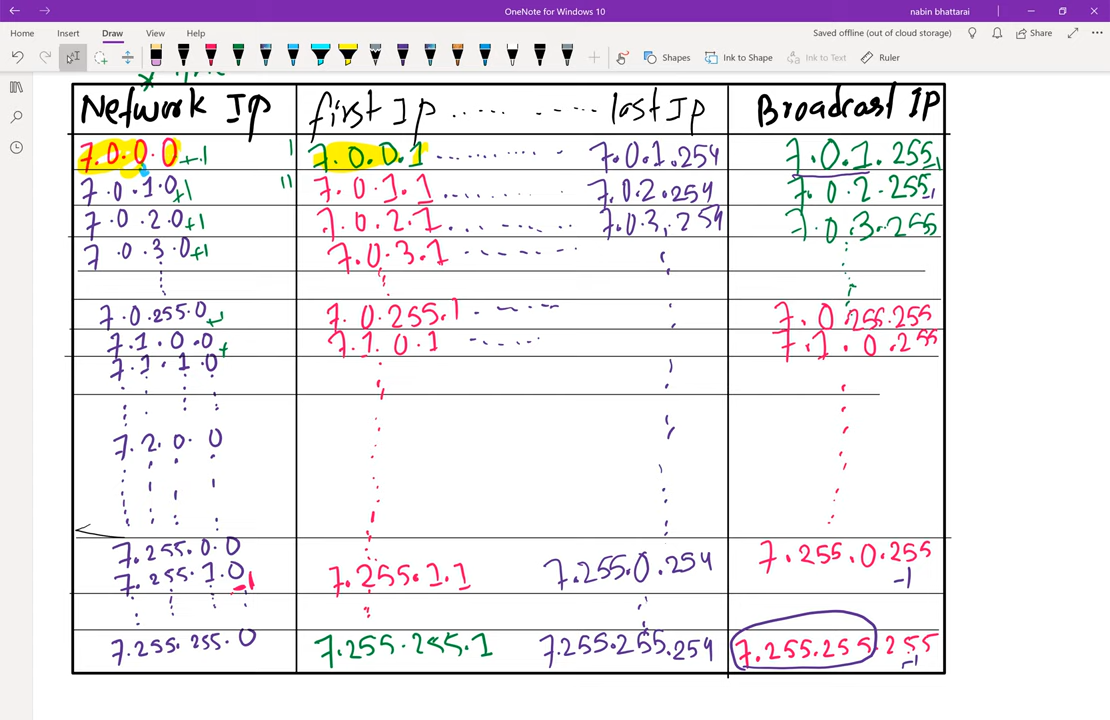 OneNote for Windows 10
nabin bhattarai
Home Insert Draw View Help
Saved offline (out of cloud storage)
Share
Shapes Ink to Shape Ink to Text Ruler
Network IP first IP ........ last IP Broadcast IP
7.0.0.0 +1 7.0.0.1 ........ 7.0.1.254 7.0.1.255 -1
7.0.1.0 +1 7.0.1.1 ........ 7.0.2.254 7.0.2.255 -1
7.0.2.0 +1 7.0.2.1 ........ 7.0.3.254 7.0.3.255
7.0.3.0 +1 7.0.3.1 ........
7.0.255.0 +1 7.0.255.1 ........ 7.0.255.255
7.1.0.0 + 7.1.0.1 ........ 7.1.0.255
7.1.1.0
7.2.0.0
7.255.0.0 7.255.0.254 7.255.0.255 -1
7.255.1.0 -1 7.255.1.1
7.255.255.0 7.255.255.1 7.255.255.254 7.255.255.255 -1